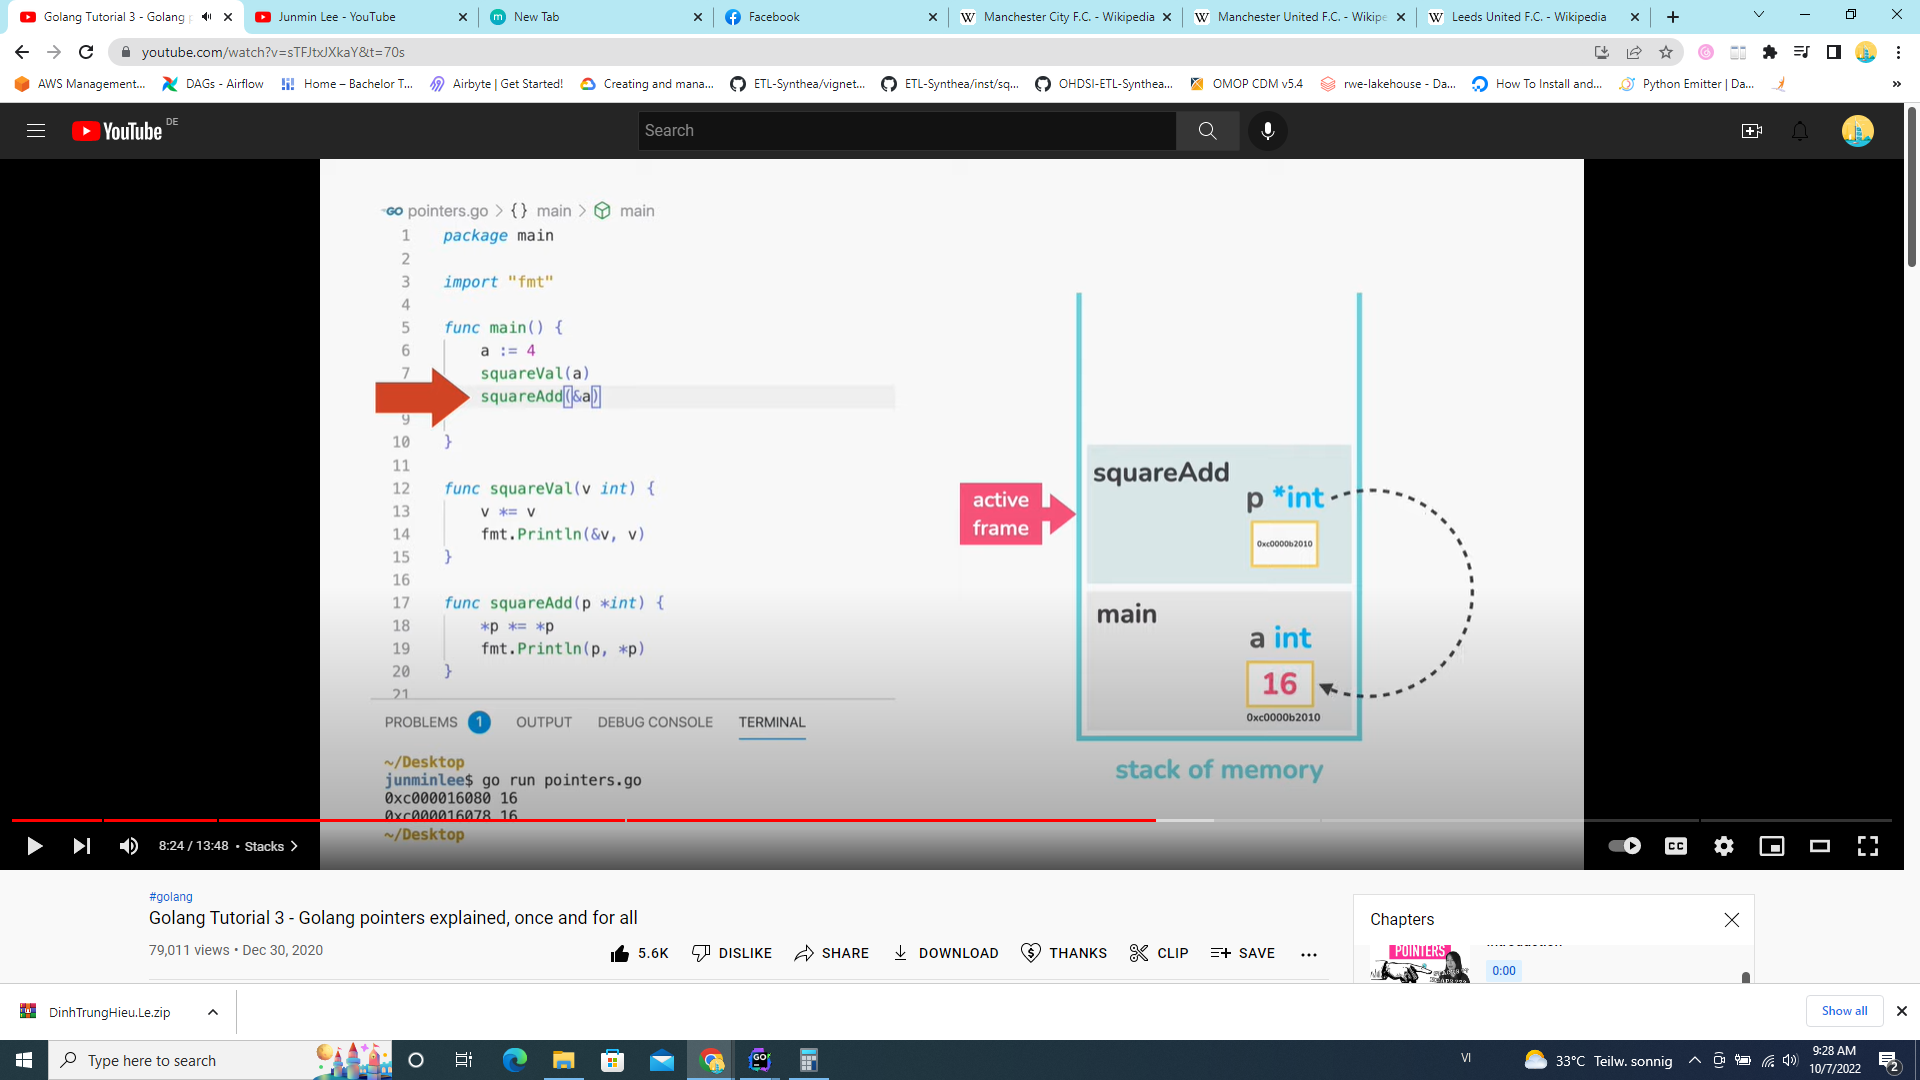 Golang Tutorial 3 - Golang p
Junmin Lee - YouTube
New Tab
Facebook
Manchester City F.C. - Wikipedia
Manchester United F.C. - Wikipe
Leeds United F.C. - Wikipedia
youtube.com/watch?v=sTFJtxJXkaY&t=70s
AWS Management...
DAGs - Airflow
Home – Bachelor T...
Airbyte | Get Started!
Creating and mana...
ETL-Synthea/vignet...
ETL-Synthea/inst/sq...
OHDSI-ETL-Synthea...
OMOP CDM v5.4
rwe-lakehouse - Da...
How To Install and...
Python Emitter | Da...
»
YouTube DE
Search
GO pointers.go > {} main > main
1 package main
2
3 import "fmt"
4
5 func main() {
6 a := 4
7 squareVal(a)
squareAdd(&a)
9
10 }
11
12 func squareVal(v int) {
13 v *= v
14 fmt.Println(&v, v)
15 }
16
17 func squareAdd(p *int) {
18 *p *= *p
19 fmt.Println(p, *p)
20 }
21
active
frame
squareAdd
p *int
0xc0000b2010
main
a int
16
0xc0000b2010
stack of memory
PROBLEMS 1 OUTPUT DEBUG CONSOLE TERMINAL
~/Desktop
junminlee$ go run pointers.go
0xc000016080 16
0xc000016078 16
~/Desktop
8:24 / 13:48 • Stacks
CC
#golang
Golang Tutorial 3 - Golang pointers explained, once and for all
79,011 views • Dec 30, 2020
5.6K
DISLIKE
SHARE
DOWNLOAD
THANKS
CLIP
SAVE
Chapters
POINTERS
Introduction
0:00
DinhTrungHieu.Le.zip
Show all
Type here to search
GO
VI
33°C Teilw. sonnig
9:28 AM
10/7/2022
2